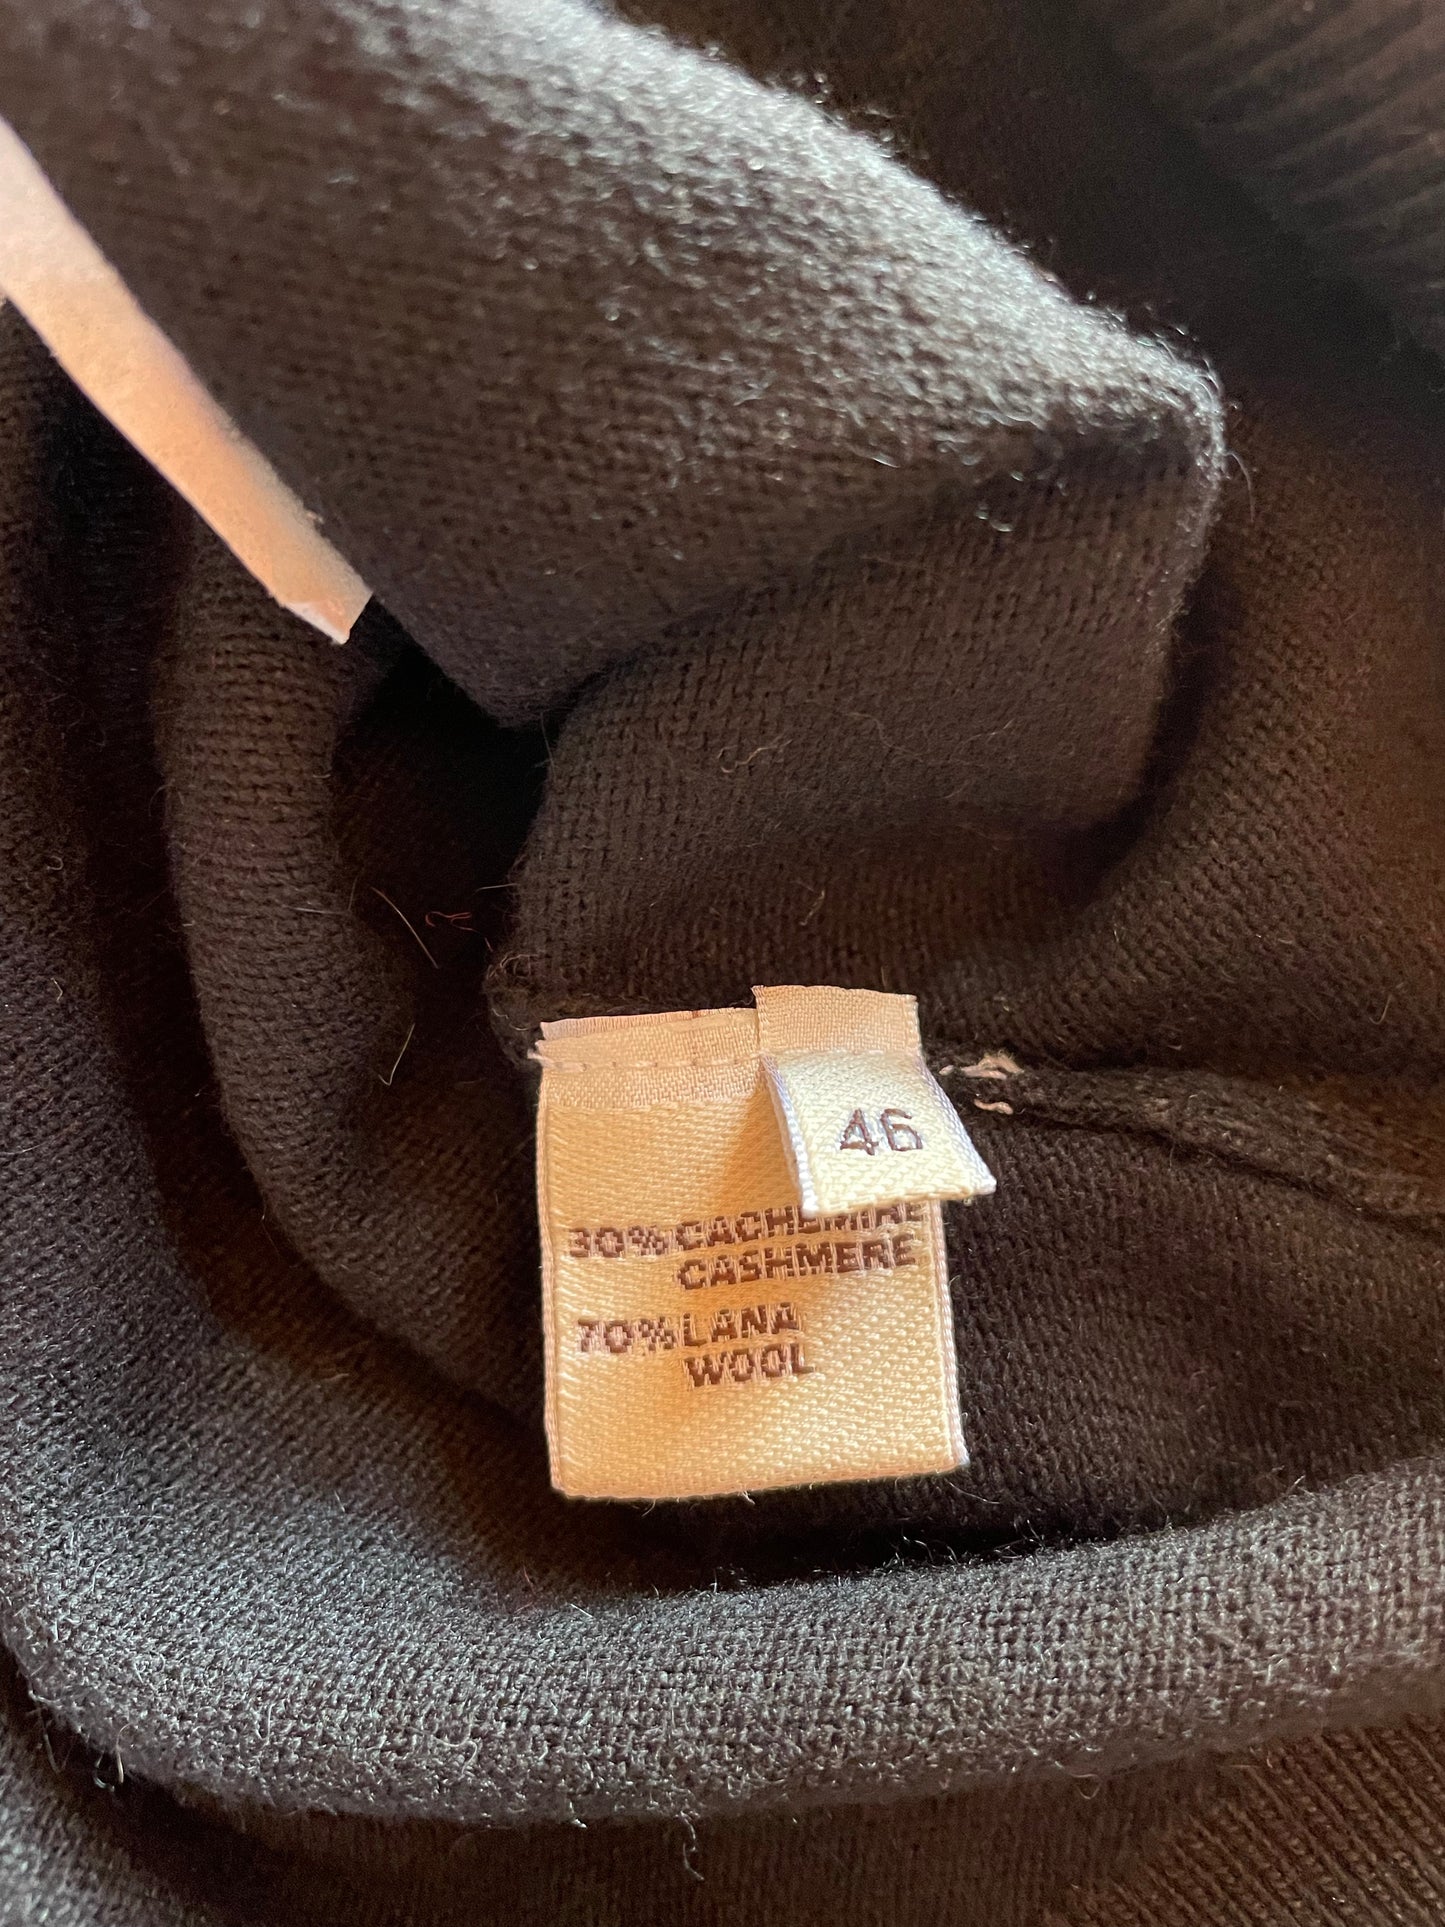 46
30% CACHEMIRE
CASHMERE
70% LANA
WOOL